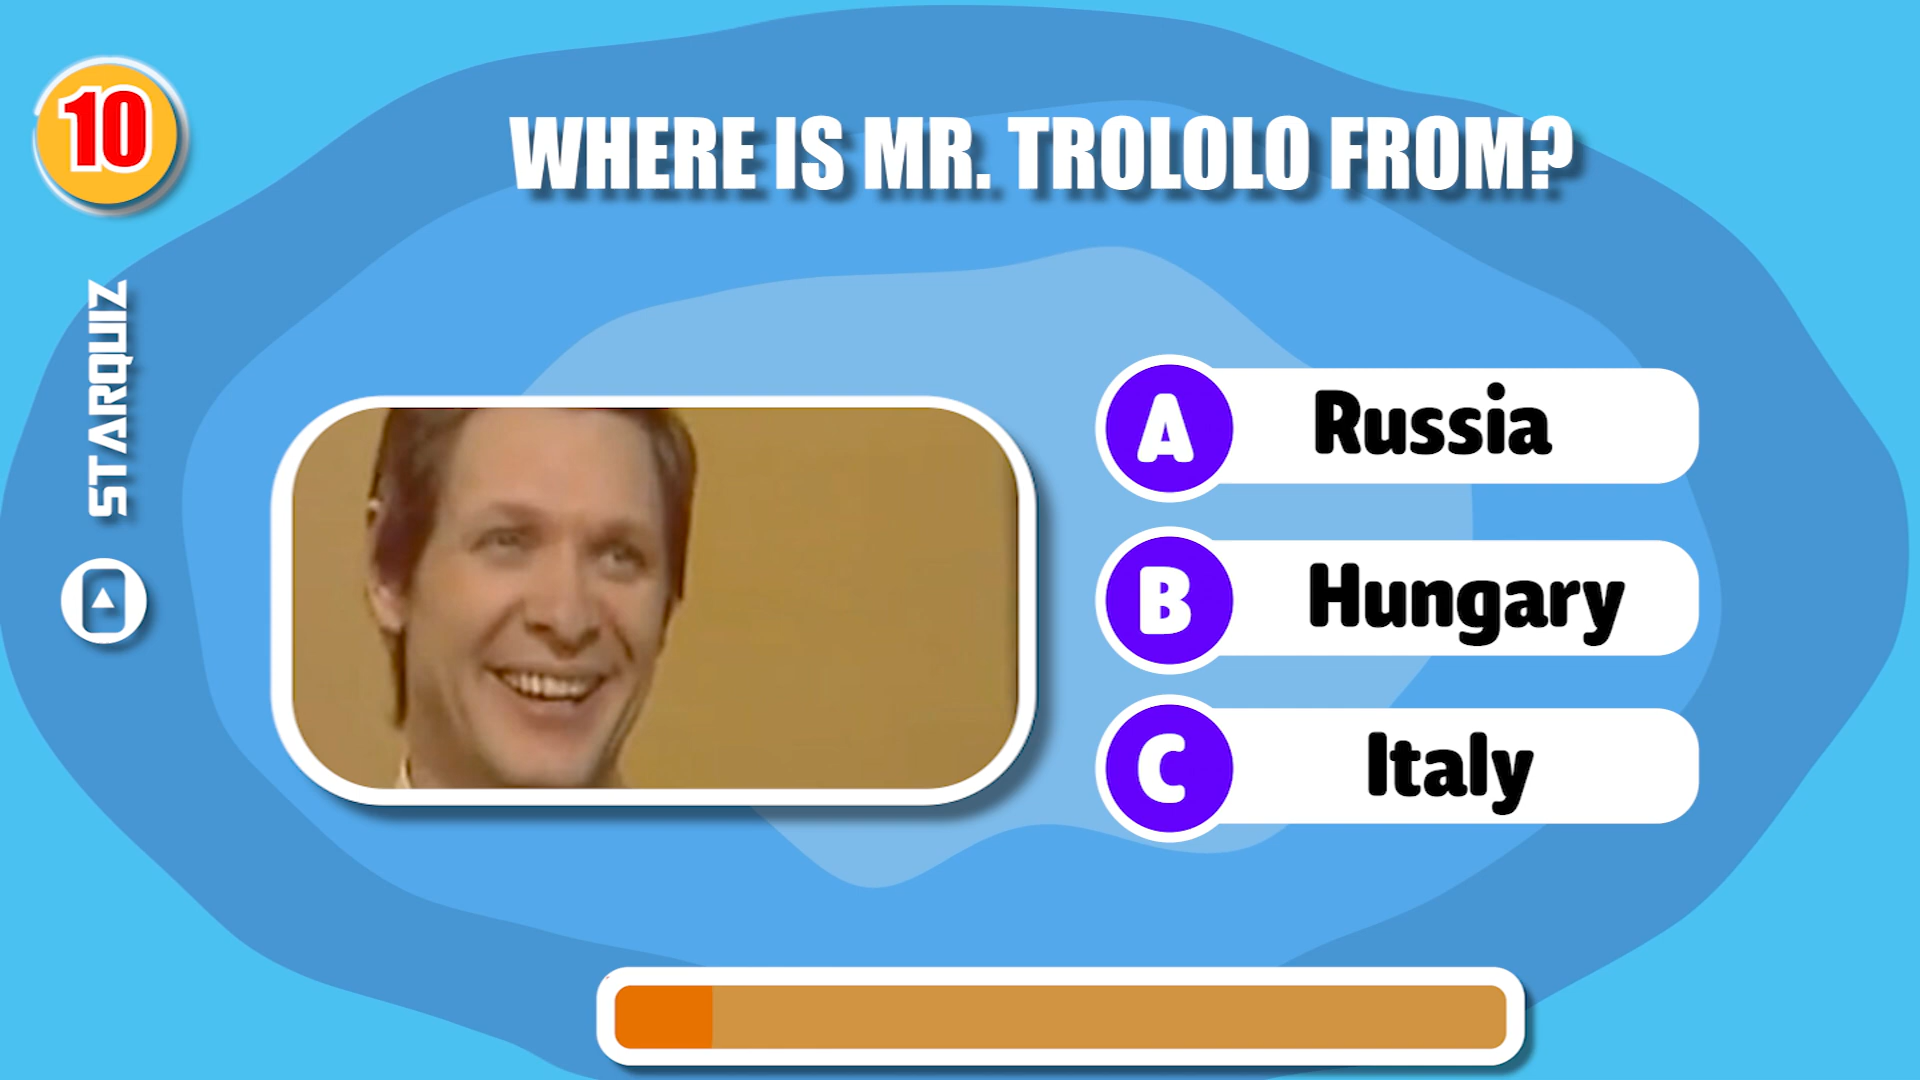 10
WHERE IS MR. TROLOLO FROM?
STARQUIZ
A Russia
B Hungary
C Italy